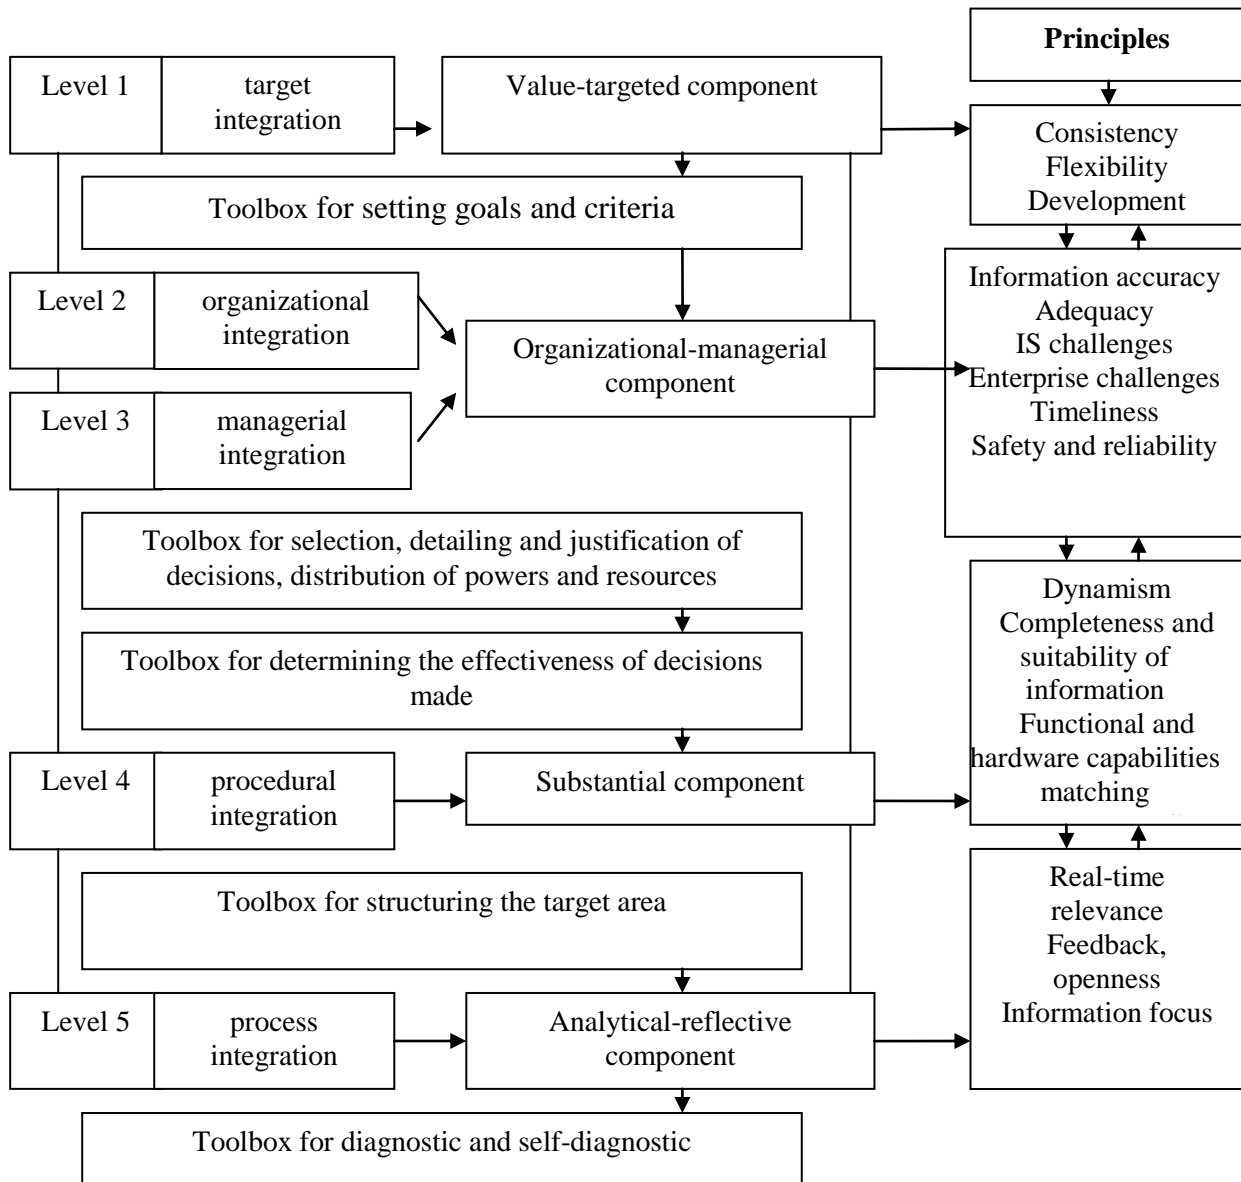 Principles
Level 1
target
integration
Value-targeted component
Consistency
Flexibility
Development
Toolbox for setting goals and criteria
Level 2
organizational
integration
Organizational-managerial
component
Information accuracy
Adequacy
IS challenges
Enterprise challenges
Timeliness
Safety and reliability
Level 3
managerial
integration
Toolbox for selection, detailing and justification of
decisions, distribution of powers and resources
Toolbox for determining the effectiveness of decisions
made
Dynamism
Completeness and
suitability of
information
Functional and
hardware capabilities
matching
Level 4
procedural
integration
Substantial component
Toolbox for structuring the target area
Real-time
relevance
Feedback,
openness
Information focus
Level 5
process
integration
Analytical-reflective
component
Toolbox for diagnostic and self-diagnostic